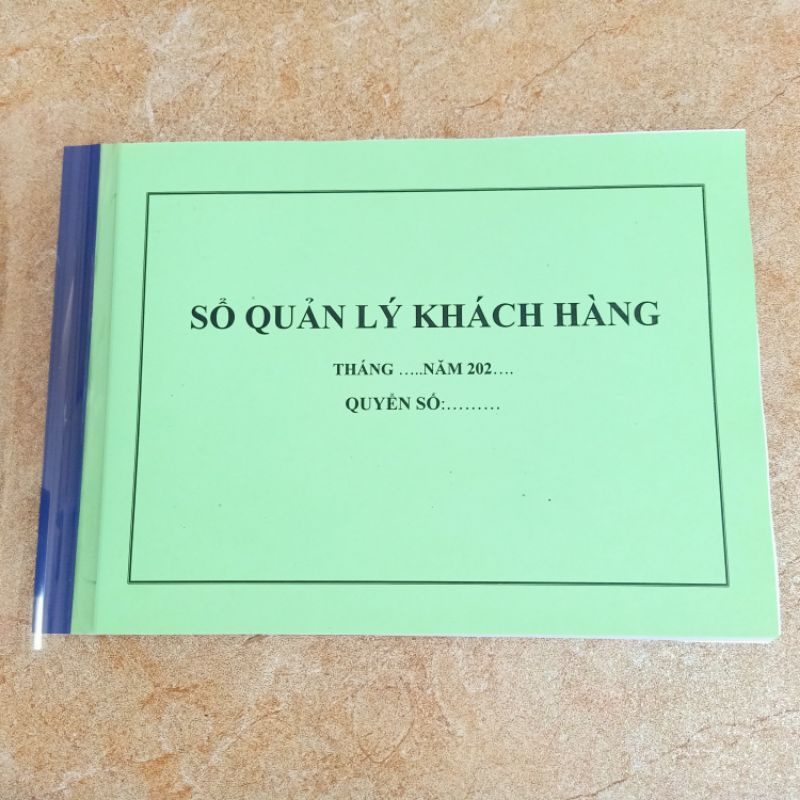 SỔ QUẢN LÝ KHÁCH HÀNG
THÁNG .....NĂM 202....
QUYỂN SỐ:.........